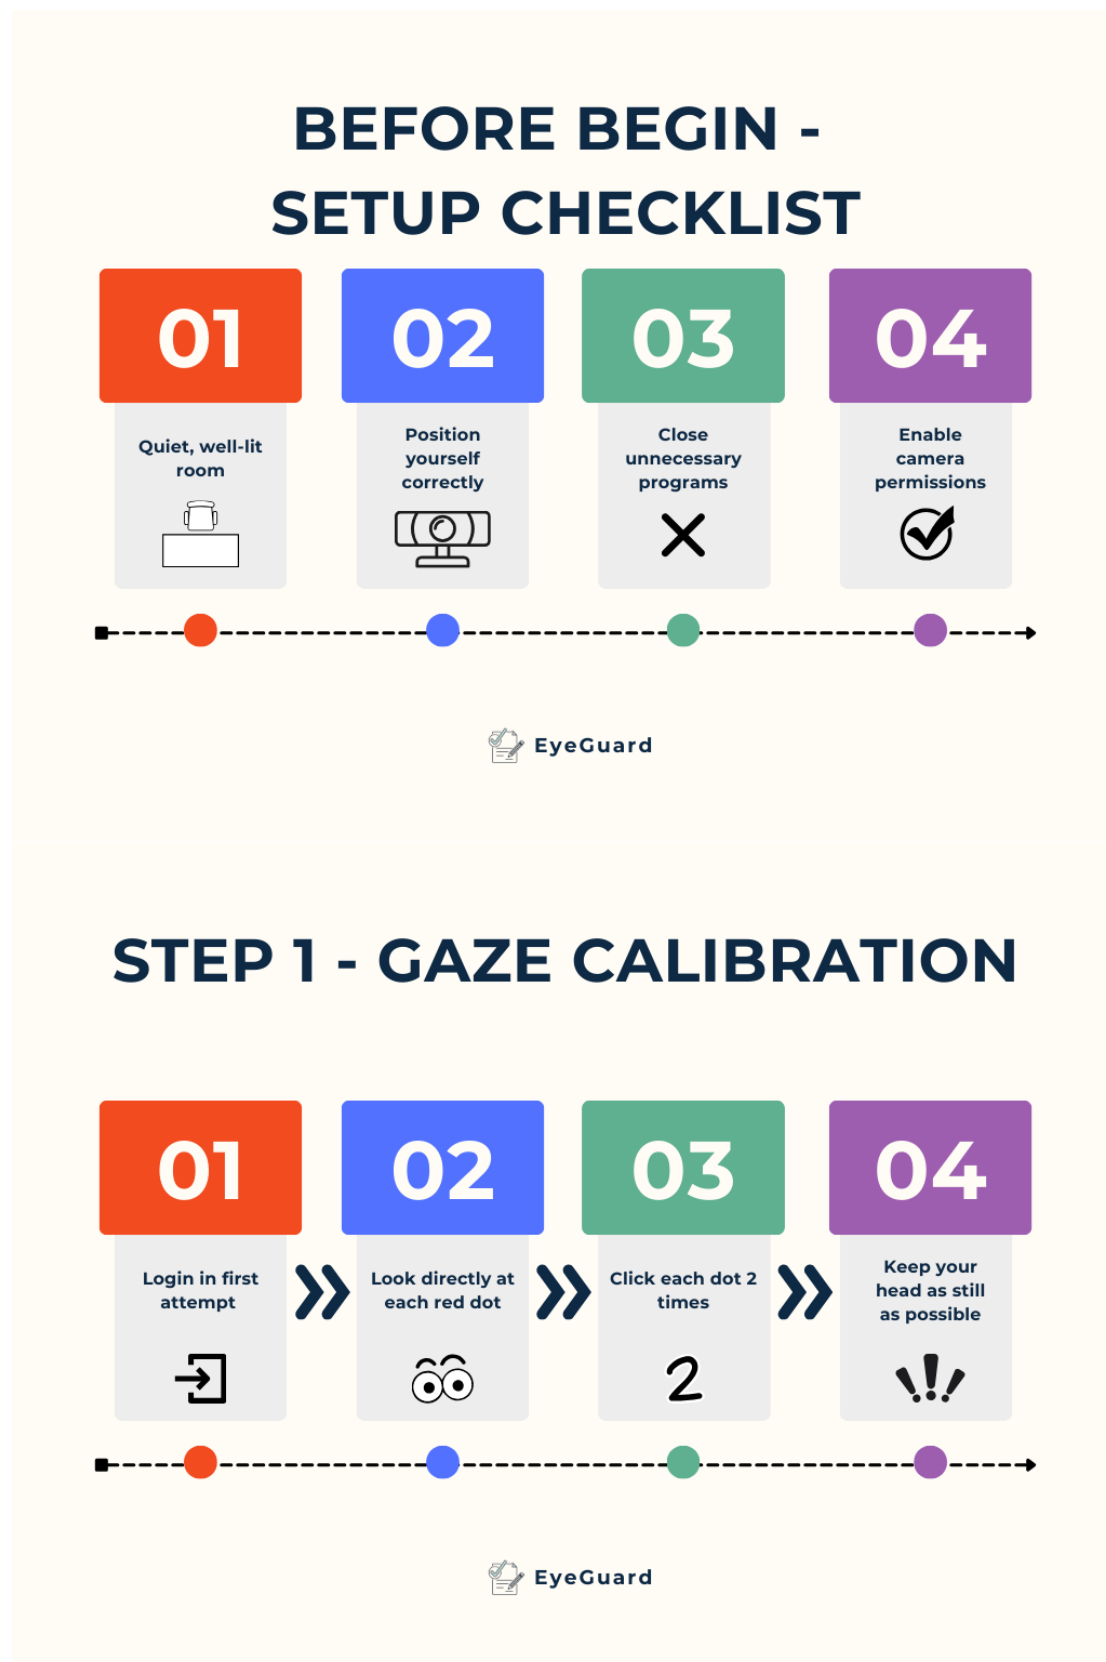 BEFORE BEGIN -
SETUP CHECKLIST
01
Quiet, well-lit
room
02
Position
yourself
correctly
03
Close
unnecessary
programs
04
Enable
camera
permissions
EyeGuard
STEP 1 - GAZE CALIBRATION
01
Login in first
attempt
02
Look directly at
each red dot
03
Click each dot 2
times
2
04
Keep your
head as still
as possible
EyeGuard